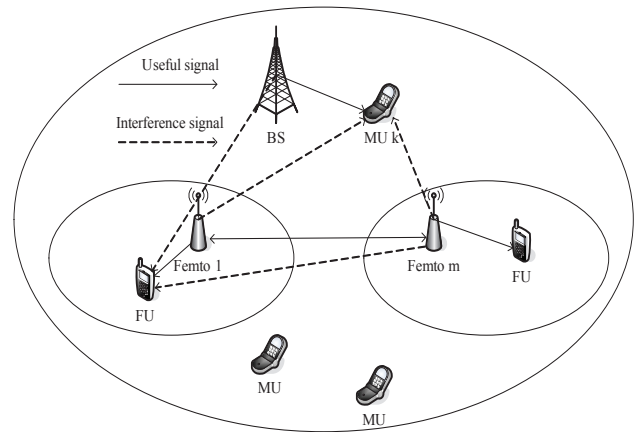 Useful signal
Interference signal
BS
MU k
Femto 1
Femto m
FU
FU
MU
MU